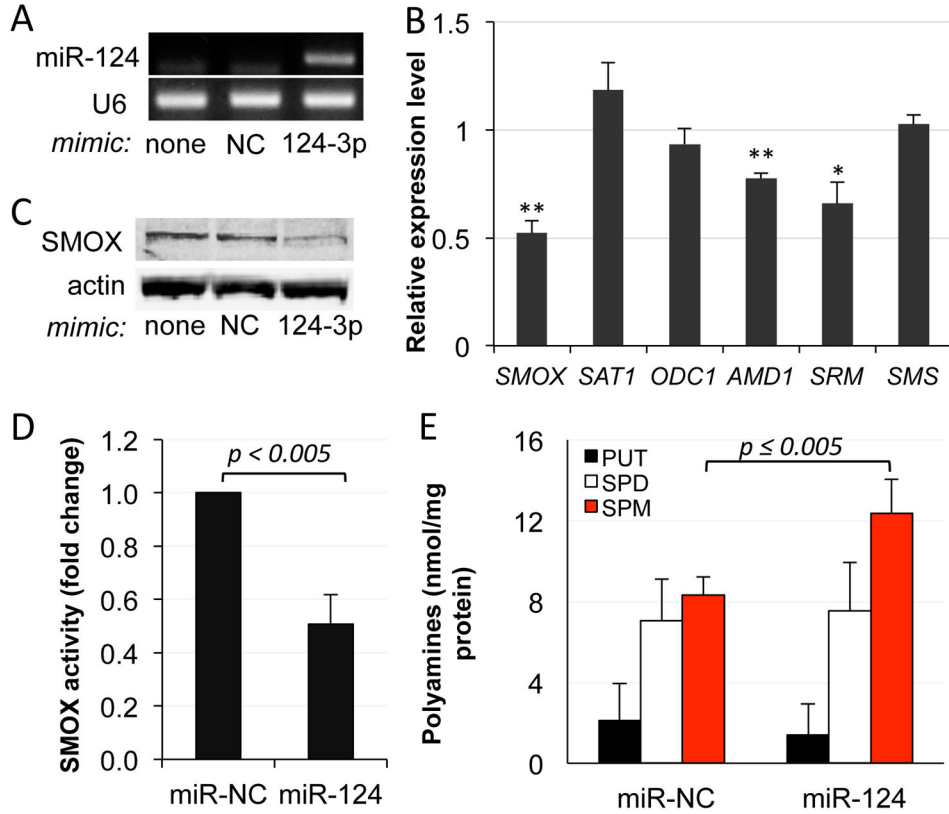 A
miR-124
U6
mimic: none NC 124-3p
B
Relative expression level
1.5
1
0.5
0
** ** *
SMOX SAT1 ODC1 AMD1 SRM SMS
C
SMOX
actin
mimic: none NC 124-3p
D
SMOX activity (fold change)
1.2
1.0
0.8
0.6
0.4
0.2
0.0
p < 0.005
miR-NC miR-124
E
Polyamines (nmol/mg
protein)
16
12
8
4
0
PUT
SPD
SPM
p ≤ 0.005
miR-NC miR-124